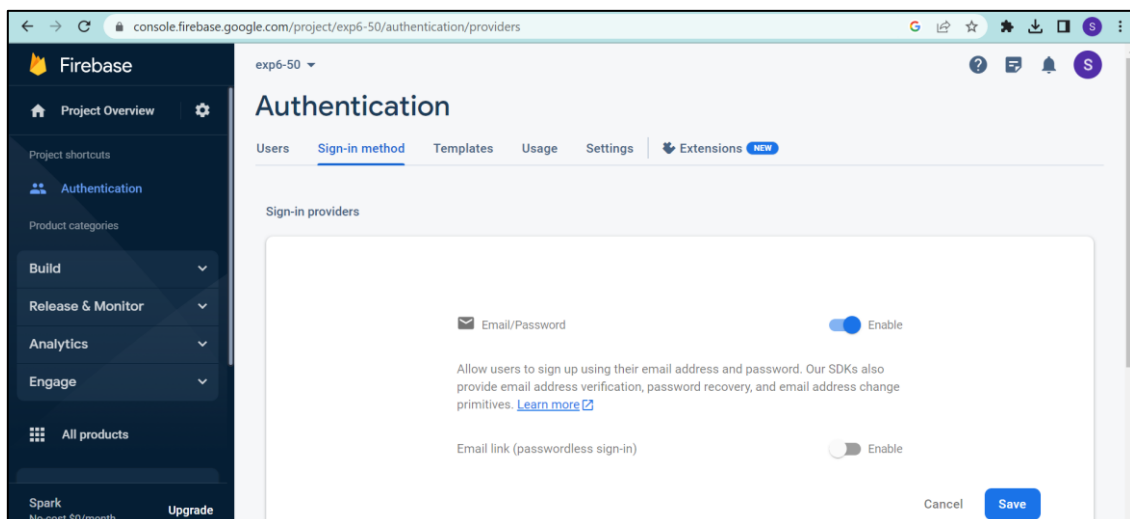 console.firebase.google.com/project/exp6-50/authentication/providers
G
S
Firebase
exp6-50
S
Project Overview
Authentication
Users Sign-in method Templates Usage Settings Extensions NEW
Project shortcuts
Authentication
Product categories
Build
Release & Monitor
Analytics
Engage
All products
Spark
No cost $0/month
Upgrade
Sign-in providers
Email/Password Enable
Allow users to sign up using their email address and password. Our SDKs also
provide email address verification, password recovery, and email address change
primitives. Learn more
Email link (passwordless sign-in) Enable
Cancel Save